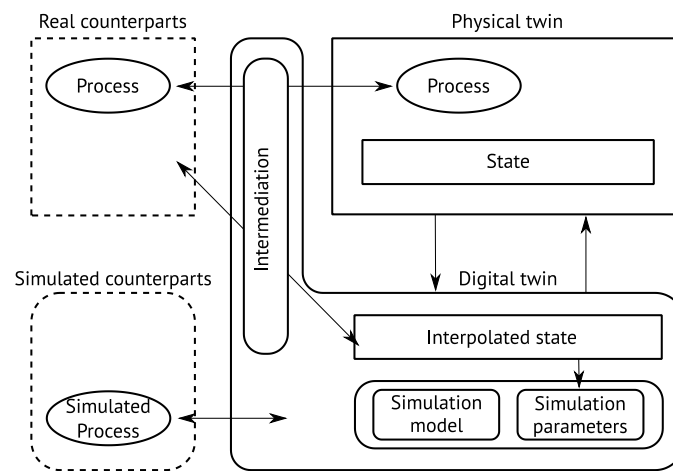 Real counterparts
Physical twin
Process
Process
State
Intermediation
Simulated counterparts
Digital twin
Interpolated state
Simulated
Process
Simulation
model
Simulation
parameters